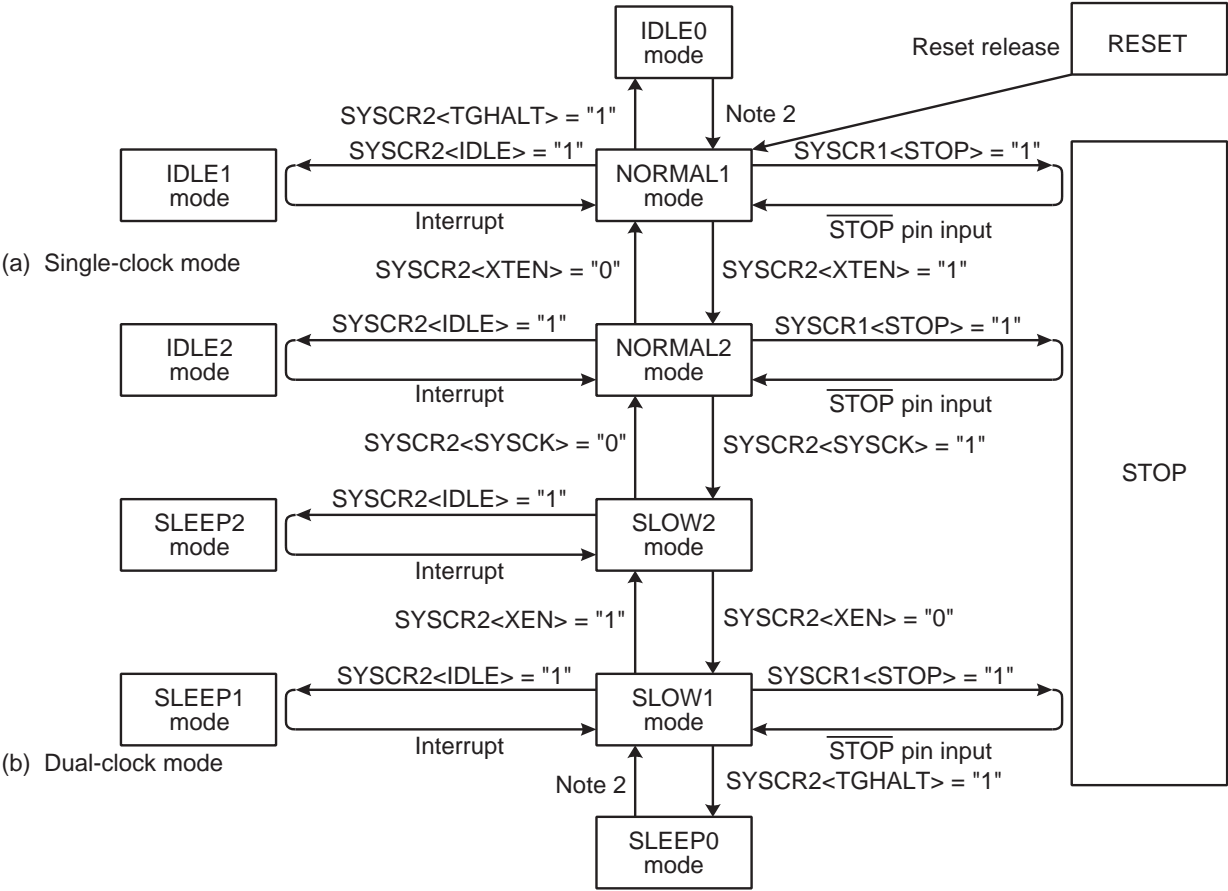 IDLE0
mode
Reset release
RESET
SYSCR2<TGHALT> = "1"
Note 2
IDLE1
mode
SYSCR2<IDLE> = "1"
Interrupt
NORMAL1
mode
SYSCR1<STOP> = "1"
STOP pin input
(a) Single-clock mode
SYSCR2<XTEN> = "0"
SYSCR2<XTEN> = "1"
IDLE2
mode
SYSCR2<IDLE> = "1"
Interrupt
NORMAL2
mode
SYSCR1<STOP> = "1"
STOP pin input
SYSCR2<SYSCK> = "0"
SYSCR2<SYSCK> = "1"
STOP
SLEEP2
mode
SYSCR2<IDLE> = "1"
Interrupt
SLOW2
mode
SYSCR2<XEN> = "1"
SYSCR2<XEN> = "0"
SLEEP1
mode
SYSCR2<IDLE> = "1"
Interrupt
SLOW1
mode
SYSCR1<STOP> = "1"
STOP pin input
(b) Dual-clock mode
Note 2
SYSCR2<TGHALT> = "1"
SLEEP0
mode